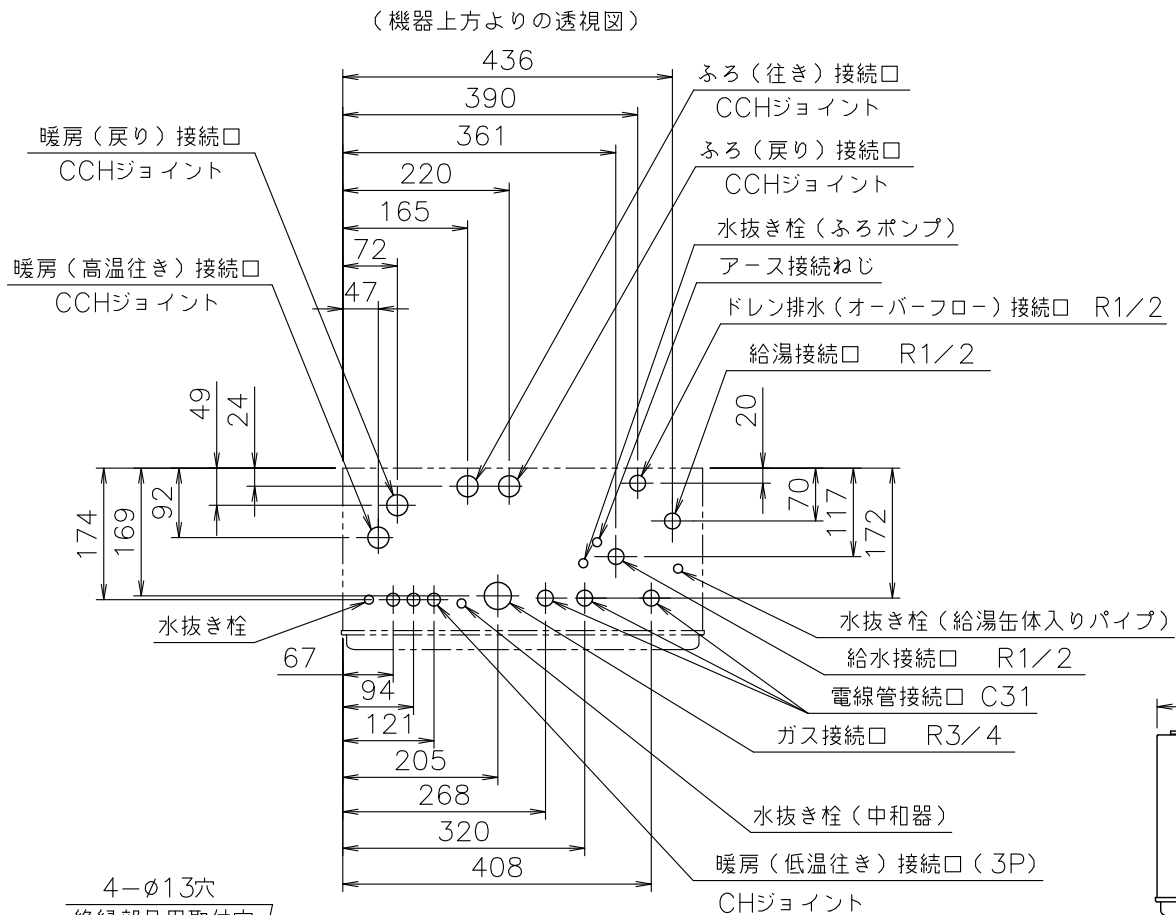 （機器上方よりの透視図）
436
ふろ（往き）接続口
CCHジョイント
390
暖房（戻り）接続口
CCHジョイント
361
ふろ（戻り）接続口
CCHジョイント
220
165
水抜き栓（ふろポンプ）
72
アース接続ねじ
暖房（高温往き）接続口
CCHジョイント
47
ドレン排水（オーバーフロー）接続口 R1/2
給湯接続口 R1/2
49
24
20
174
169
92
70
117
172
水抜き栓
水抜き栓（給湯缶体入りパイプ）
67
給水接続口 R1/2
94
電線管接続口 C31
121
ガス接続口 R3/4
205
268
水抜き栓（中和器）
320
暖房（低温往き）接続口（3P）
CHジョイント
408
4-φ13穴